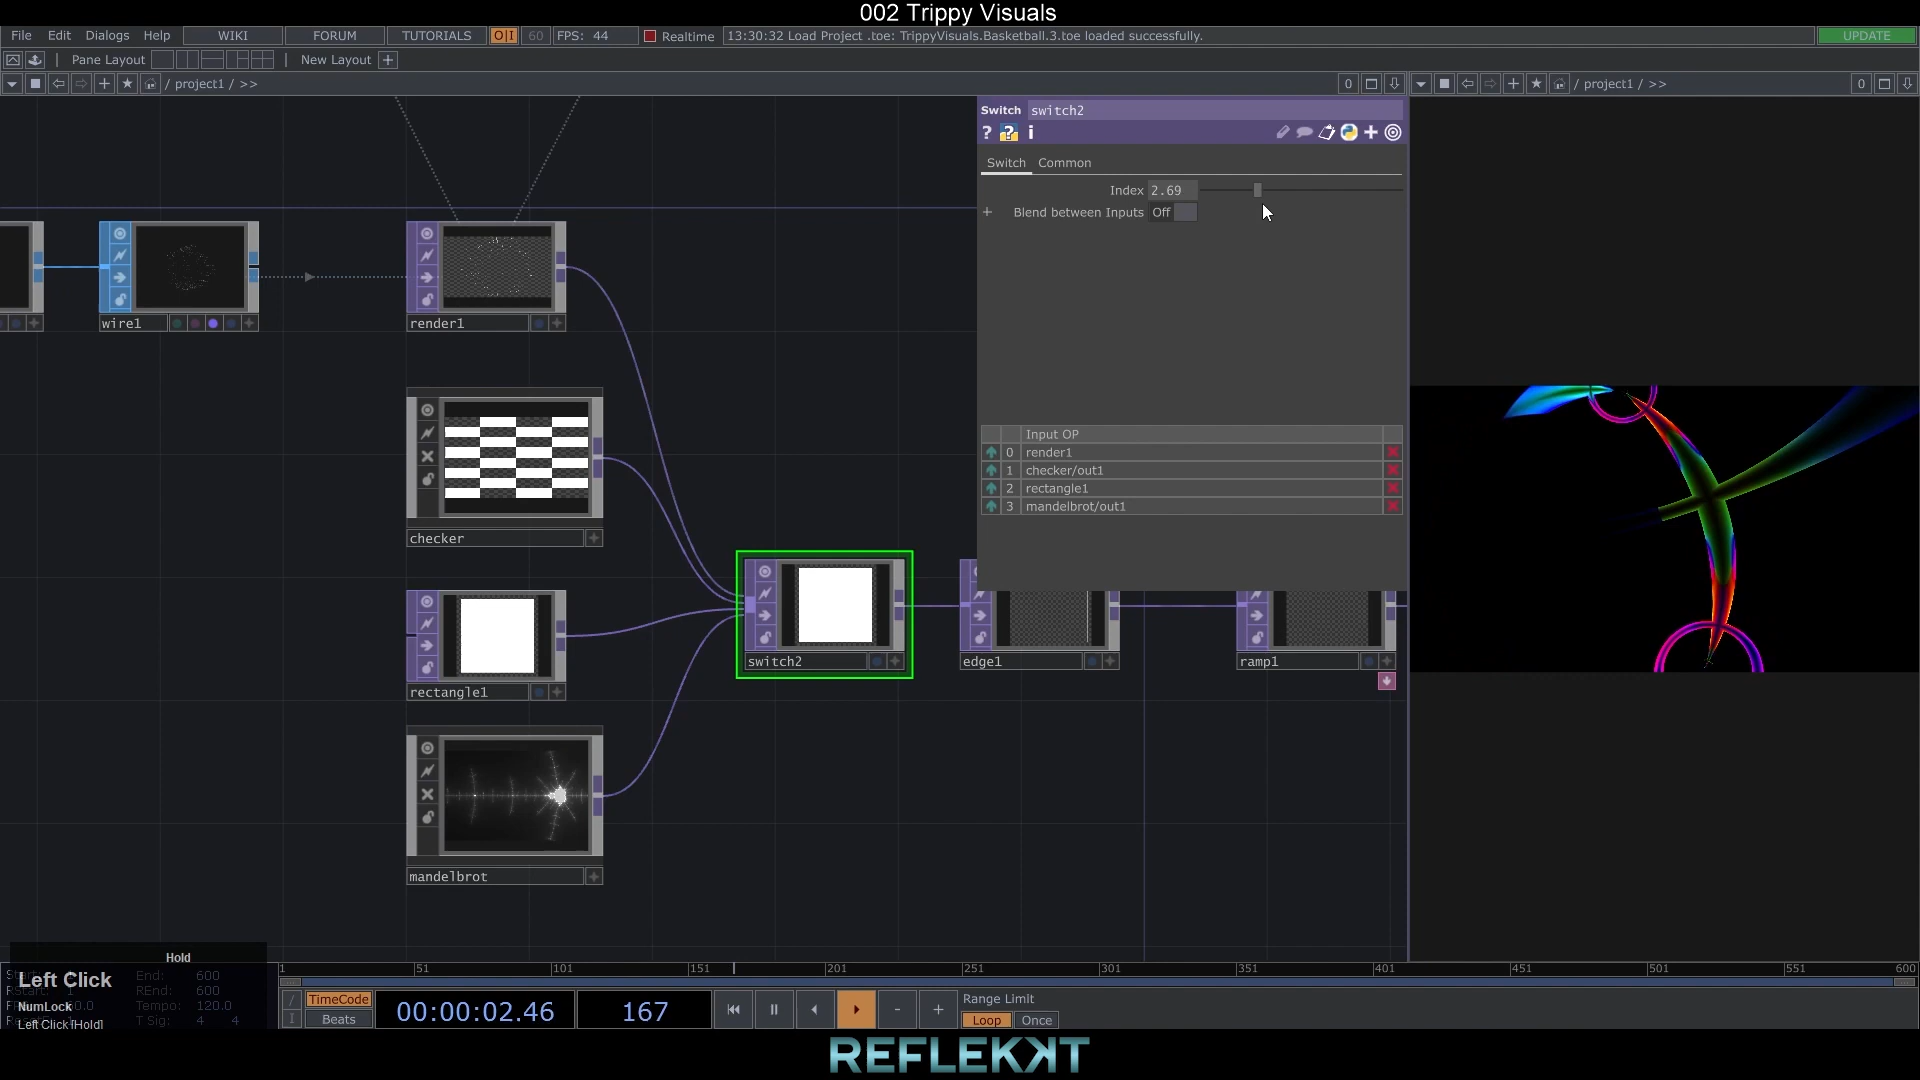 002 Trippy Visuals
File Edit Dialogs Help WIKI FORUM TUTORIALS O|I 60 FPS: 44 Realtime 13:30:32 Load Project .toe: TrippyVisuals.Basketball.3.toe loaded successfully. UPDATE
Pane Layout New Layout +
/ project1 / >> 0 / project1 / >> 0
Switch switch2
? ? i
Switch Common
Index 2.69
+ Blend between Inputs Off
wire1
render1
Input OP
0 render1
1 checker/out1
2 rectangle1
3 mandelbrot/out1
checker
switch2
edge1
ramp1
rectangle1
mandelbrot
Hold
Left Click
NumLock
Left Click [Hold]
End: 600
REnd: 600
Tempo: 120.0
T Sig: 4 4
1 51 101 151 201 251 301 351 401 451 501 551 600
TimeCode
Beats
00:00:02.46
167
- +
Range Limit
Loop Once
REFLEKKT